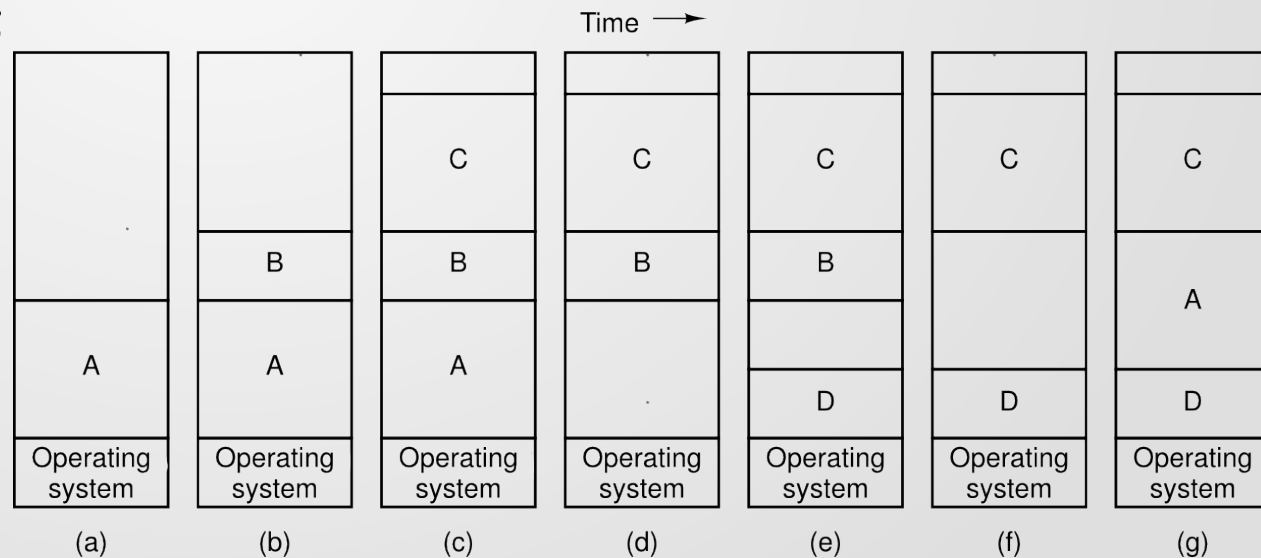 Time
C
C
C
C
C
B
B
B
B
A
A
A
A
D
D
D
Operating
system
Operating
system
Operating
system
Operating
system
Operating
system
Operating
system
Operating
system
(a)
(b)
(c)
(d)
(e)
(f)
(g)